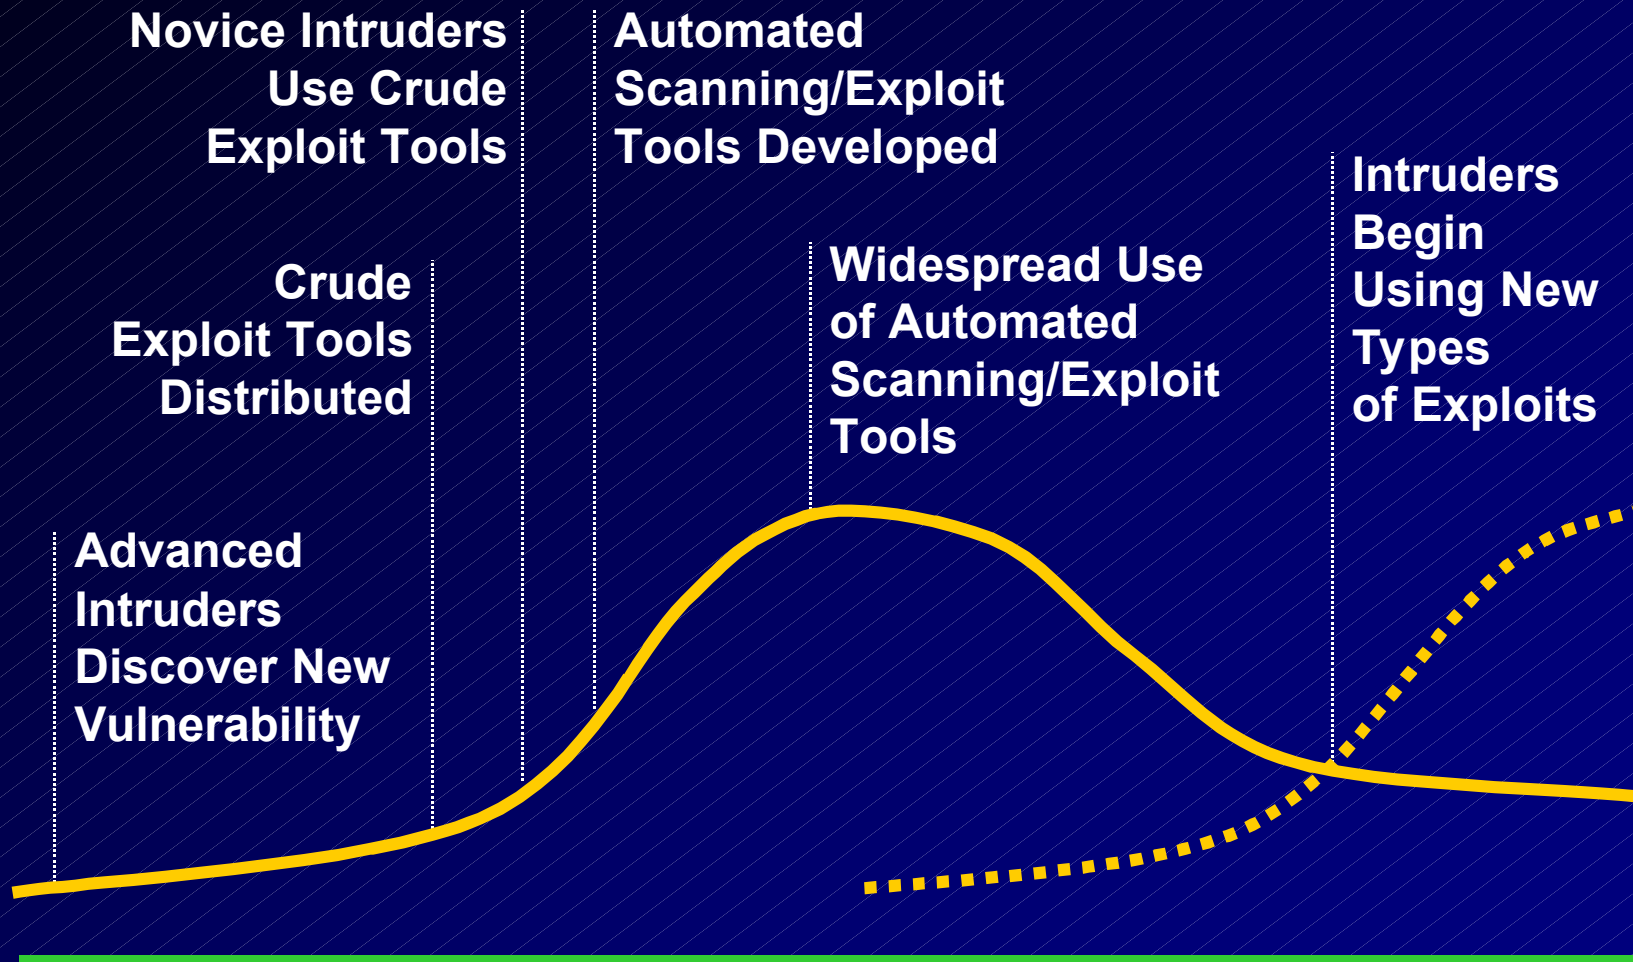 Novice Intruders
Use Crude
Exploit Tools
Automated
Scanning/Exploit
Tools Developed
Crude
Exploit Tools
Distributed
Widespread Use
of Automated
Scanning/Exploit
Tools
Intruders
Begin
Using New
Types
of Exploits
Advanced
Intruders
Discover New
Vulnerability